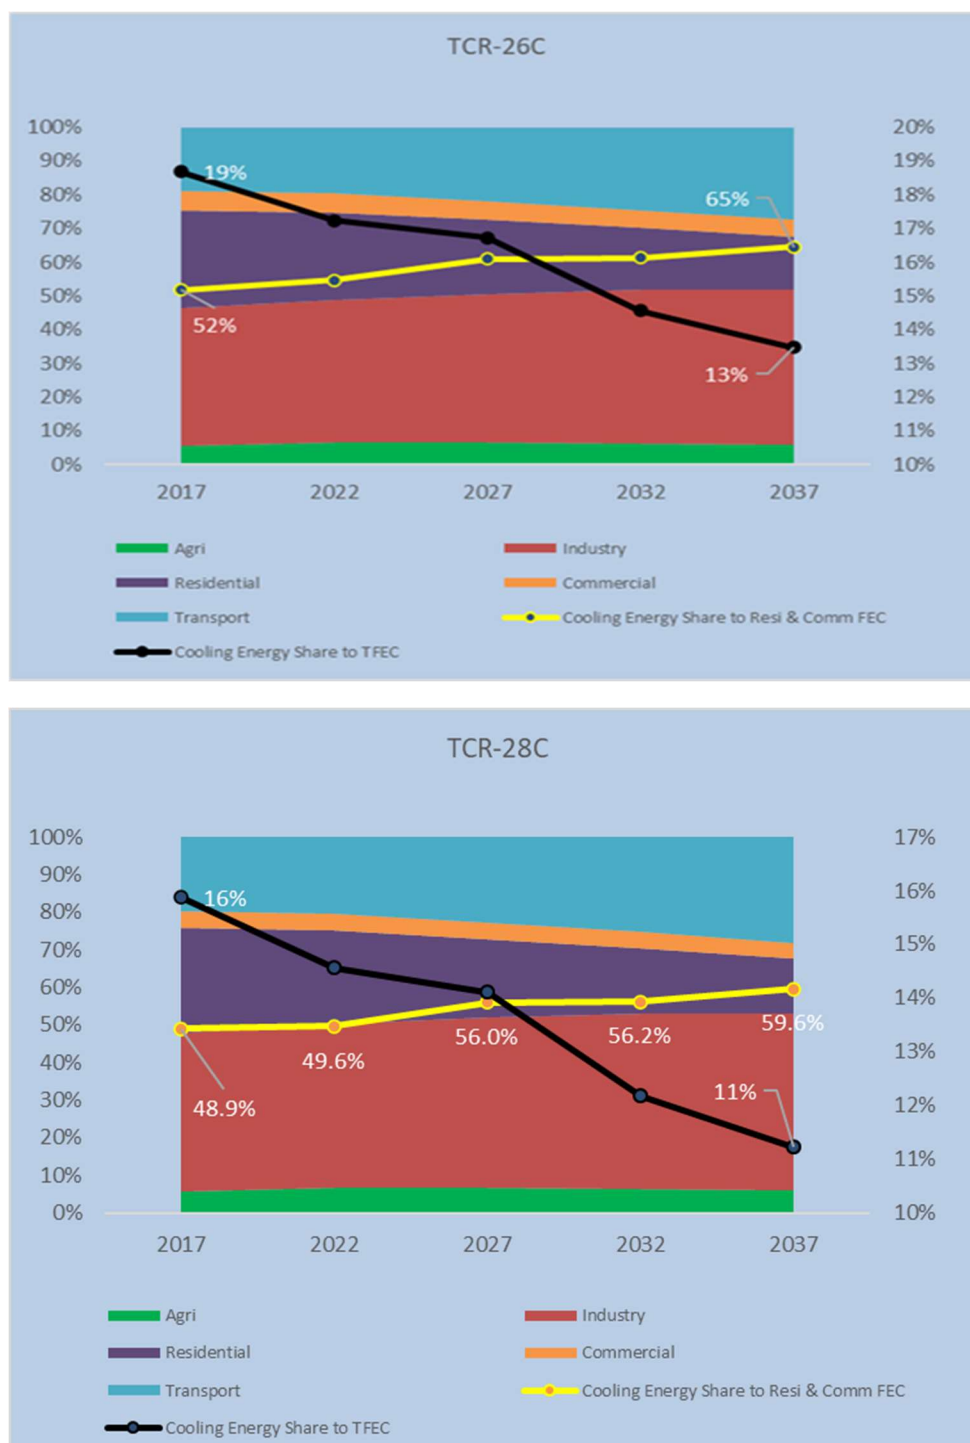 TCR-26C
100% 20%
90% 19% 19%
80% 18%
70% 65% 17%
60% 16%
50% 15%
40% 52% 14%
30% 13% 13%
20% 12%
10% 11%
0% 10%
2017 2022 2027 2032 2037
Agri Industry
Residential Commercial
Transport Cooling Energy Share to Resi & Comm FEC
Cooling Energy Share to TFEC
TCR-28C
100% 17%
90% 16%
80% 16% 15%
70%
60% 14%
50% 49.6% 56.0% 56.2% 59.6% 13%
40%
30% 48.9% 11% 12%
20% 11%
10%
0% 10%
2017 2022 2027 2032 2037
Agri Industry
Residential Commercial
Transport Cooling Energy Share to Resi & Comm FEC
Cooling Energy Share to TFEC